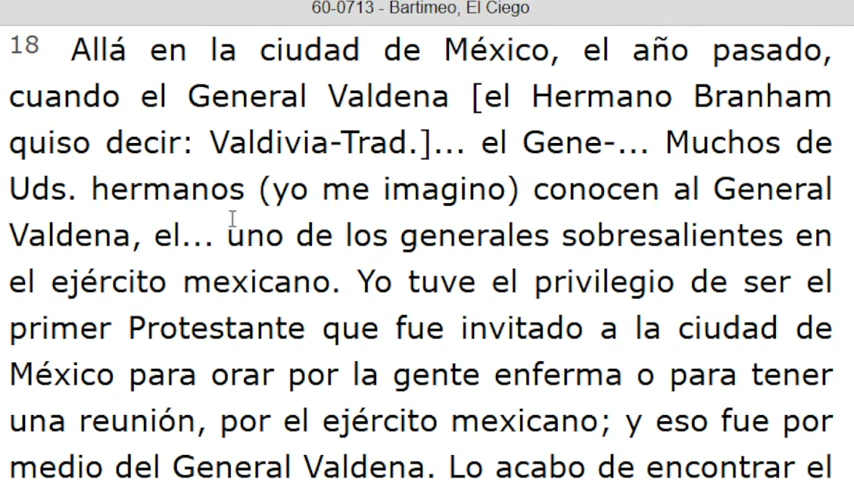 60-0713 - Bartimeo, El Ciego
18 Allá en la ciudad de México, el año pasado,
cuando el General Valdena [el Hermano Branham
quiso decir: Valdivia-Trad.]... el Gene-... Muchos de
Uds. hermanos (yo me imagino) conocen al General
Valdena, el... uno de los generales sobresalientes en
el ejército mexicano. Yo tuve el privilegio de ser el
primer Protestante que fue invitado a la ciudad de
México para orar por la gente enferma o para tener
una reunión, por el ejército mexicano; y eso fue por
medio del General Valdena. Lo acabo de encontrar el